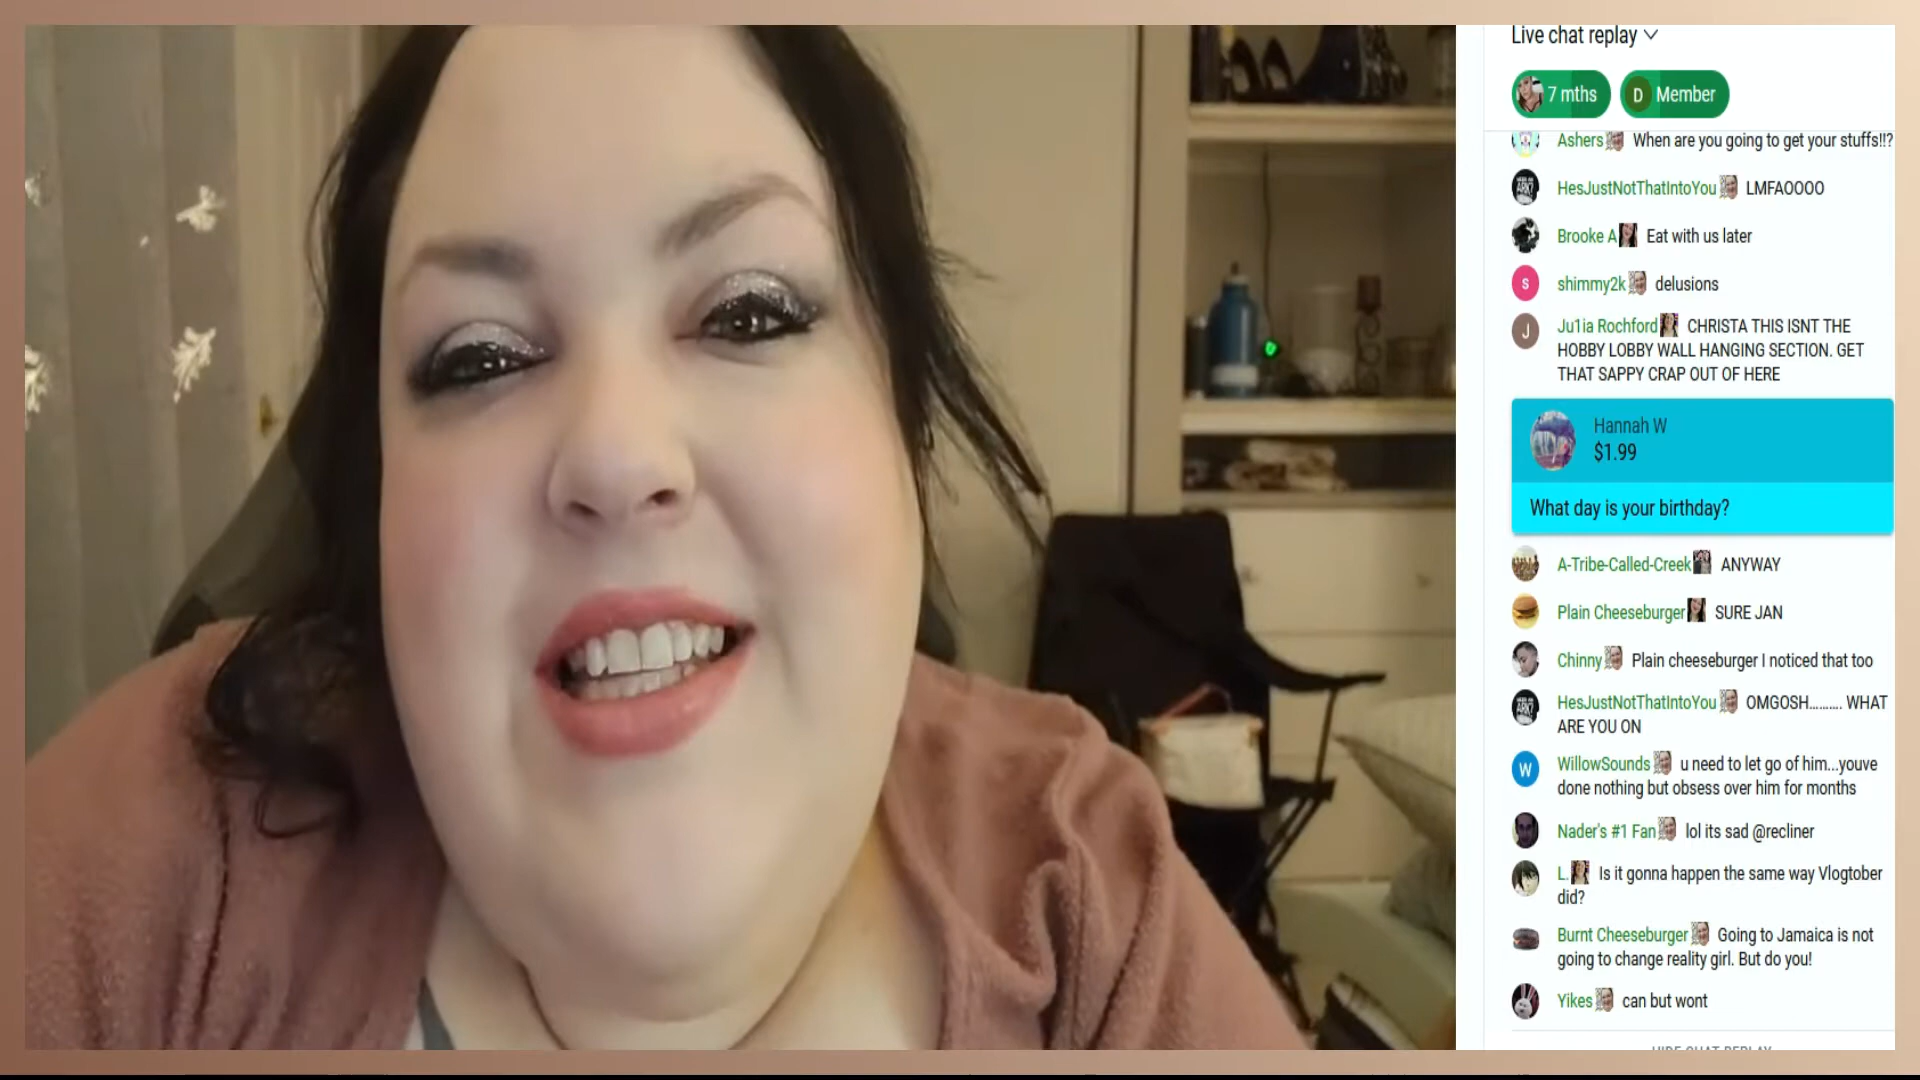 Live chat replay
7 mths
D Member
Ashers When are you going to get your stuffs!!?
HesJustNotThatIntoYou LMFAOOOO
Brooke A Eat with us later
S shimmy2k delusions
J Ju1ia Rochford CHRISTA THIS ISNT THE
HOBBY LOBBY WALL HANGING SECTION. GET
THAT SAPPY CRAP OUT OF HERE
Hannah W
$1.99
What day is your birthday?
A-Tribe-Called-Creek ANYWAY
Plain Cheeseburger SURE JAN
Chinny Plain cheeseburger I noticed that too
HesJustNotThatIntoYou OMGOSH.......... WHAT
ARE YOU ON
W WillowSounds u need to let go of him...youve
done nothing but obsess over him for months
Nader's #1 Fan lol its sad @recliner
L. Is it gonna happen the same way Vlogtober
did?
Burnt Cheeseburger Going to Jamaica is not
going to change reality girl. But do you!
Yikes can but wont
HIDE CHAT REPLAY